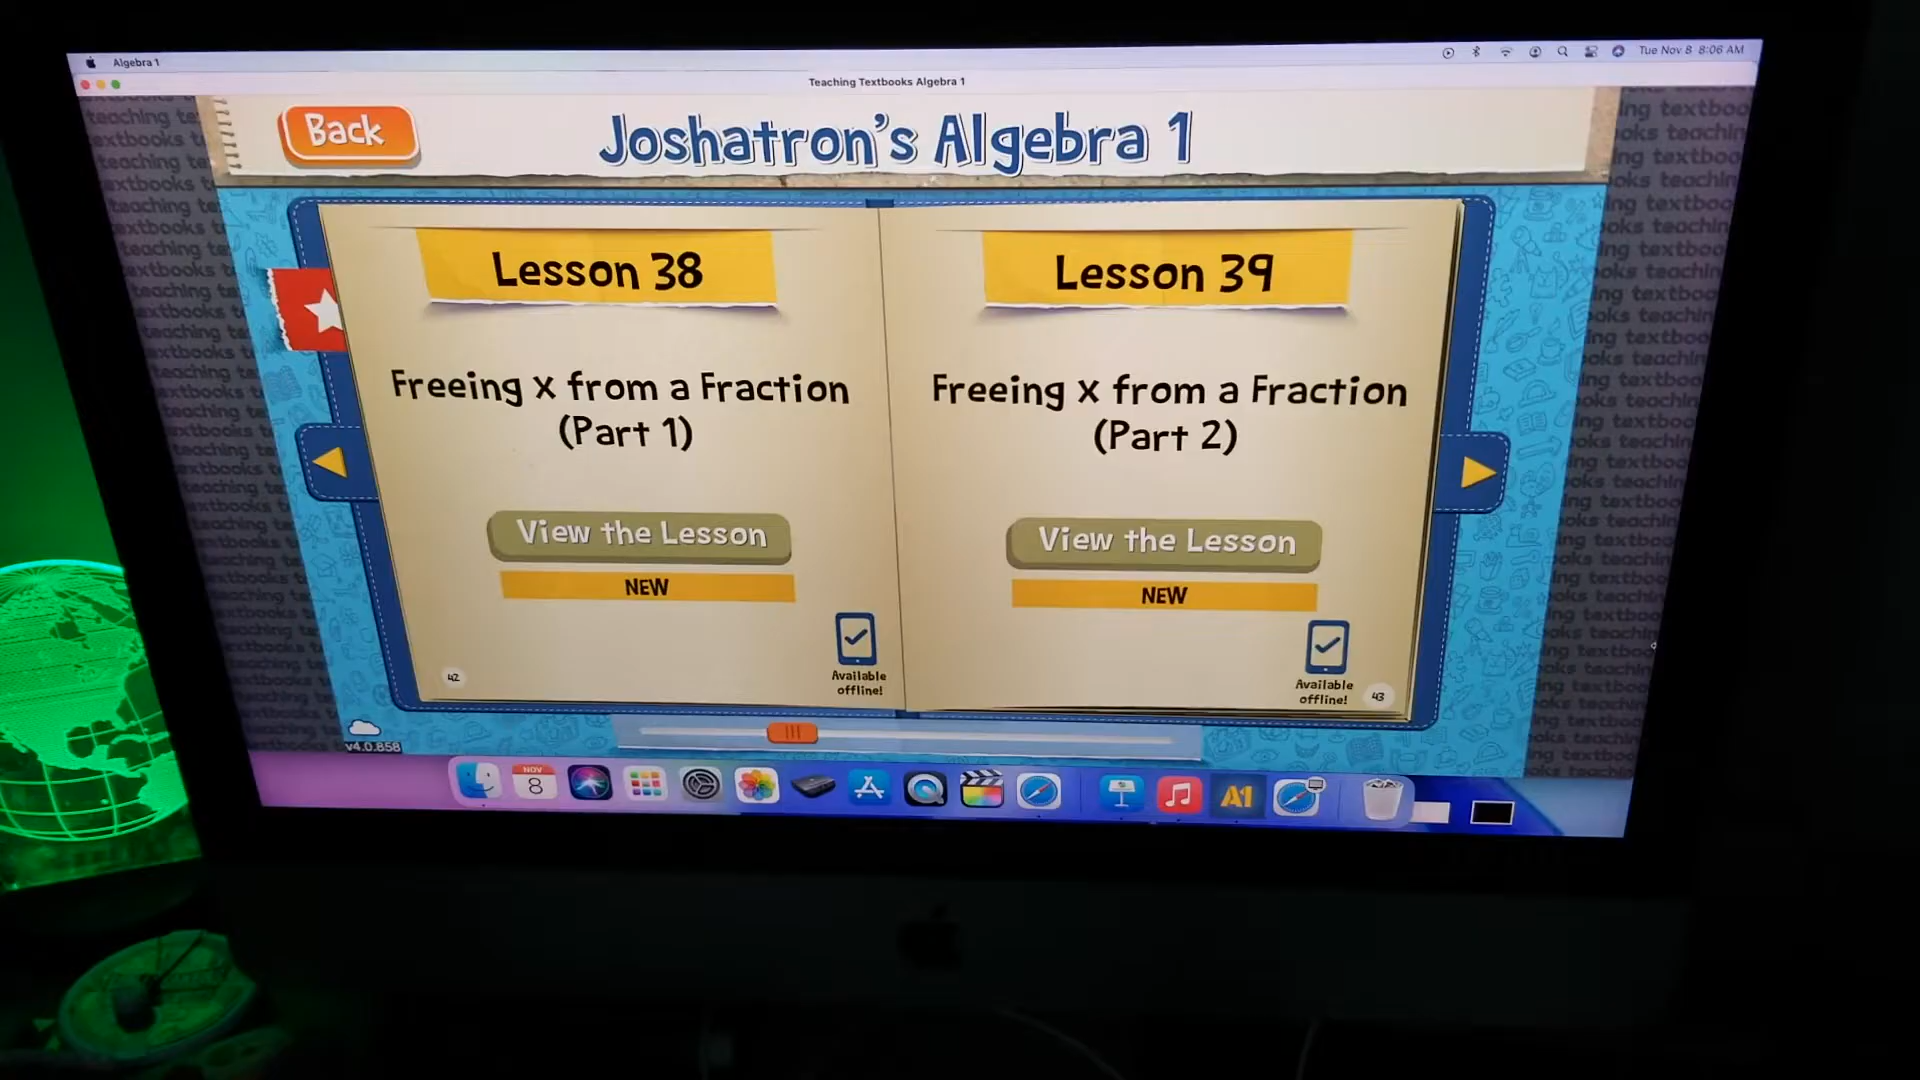 Algebra 1
Tue Nov 8 8:06 AM
Teaching Textbooks Algebra 1
Back
Joshatron's Algebra 1
Lesson 38
Freeing x from a Fraction
(Part 1)
View the Lesson
NEW
Available
offline!
42
Lesson 39
Freeing x from a Fraction
(Part 2)
View the Lesson
NEW
Available
offline!
43
v4.0.858
NOV
8
A1